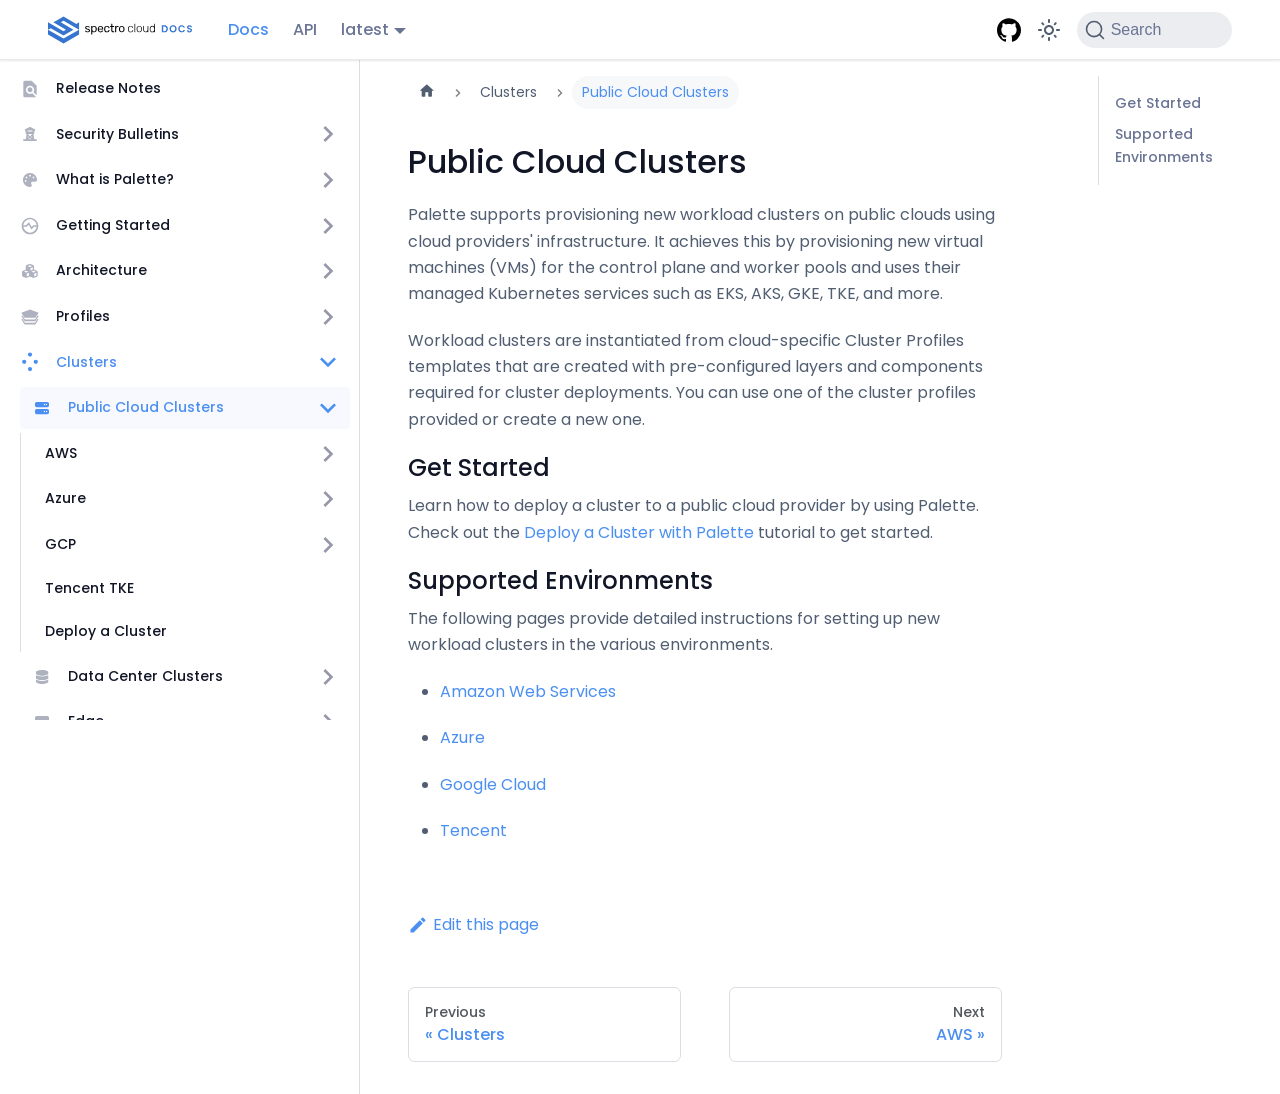 spectro cloud DOCS
Docs
API
latest
Search
Release Notes
Security Bulletins
What is Palette?
Getting Started
Architecture
Profiles
Clusters
Public Cloud Clusters
AWS
Azure
GCP
Tencent TKE
Deploy a Cluster
Data Center Clusters
Edge
Clusters
Public Cloud Clusters
Public Cloud Clusters
Palette supports provisioning new workload clusters on public clouds using
cloud providers' infrastructure. It achieves this by provisioning new virtual
machines (VMs) for the control plane and worker pools and uses their
managed Kubernetes services such as EKS, AKS, GKE, TKE, and more.
Workload clusters are instantiated from cloud-specific Cluster Profiles
templates that are created with pre-configured layers and components
required for cluster deployments. You can use one of the cluster profiles
provided or create a new one.
Get Started
Learn how to deploy a cluster to a public cloud provider by using Palette.
Check out the Deploy a Cluster with Palette tutorial to get started.
Supported Environments
The following pages provide detailed instructions for setting up new
workload clusters in the various environments.
Amazon Web Services
Azure
Google Cloud
Tencent
Edit this page
Previous
« Clusters
Next
AWS »
Get Started
Supported
Environments